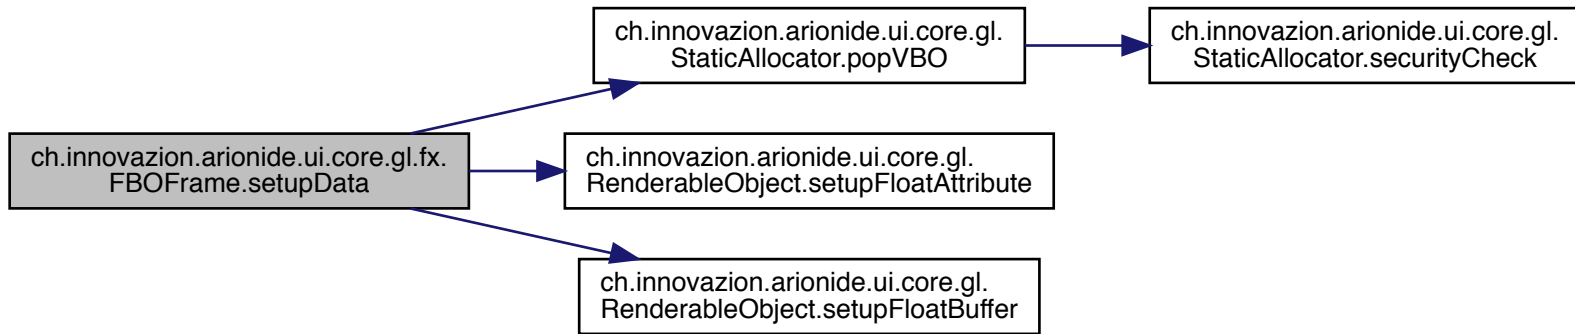 ch.innovazion.arionide.ui.core.gl.fx.
FBOFrame.setupData
ch.innovazion.arionide.ui.core.gl.
StaticAllocator.popVBO
ch.innovazion.arionide.ui.core.gl.
StaticAllocator.securityCheck
ch.innovazion.arionide.ui.core.gl.
RenderableObject.setupFloatAttribute
ch.innovazion.arionide.ui.core.gl.
RenderableObject.setupFloatBuffer